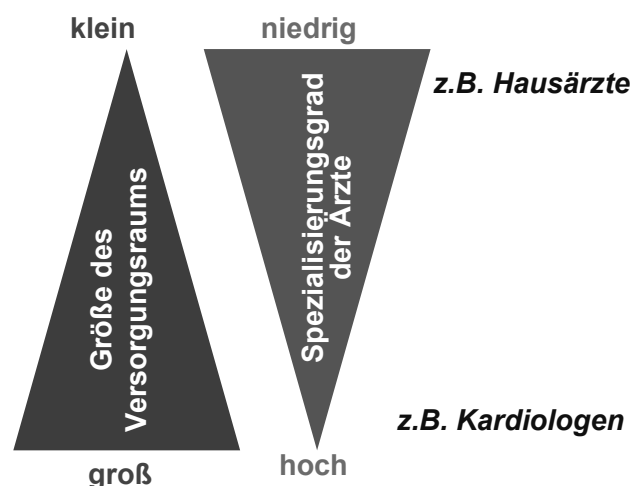 klein
niedrig
z.B. Hausärzte
Größe des
Versorgungsraums
Spezialisierungsgrad
der Ärzte
z.B. Kardiologen
groß
hoch